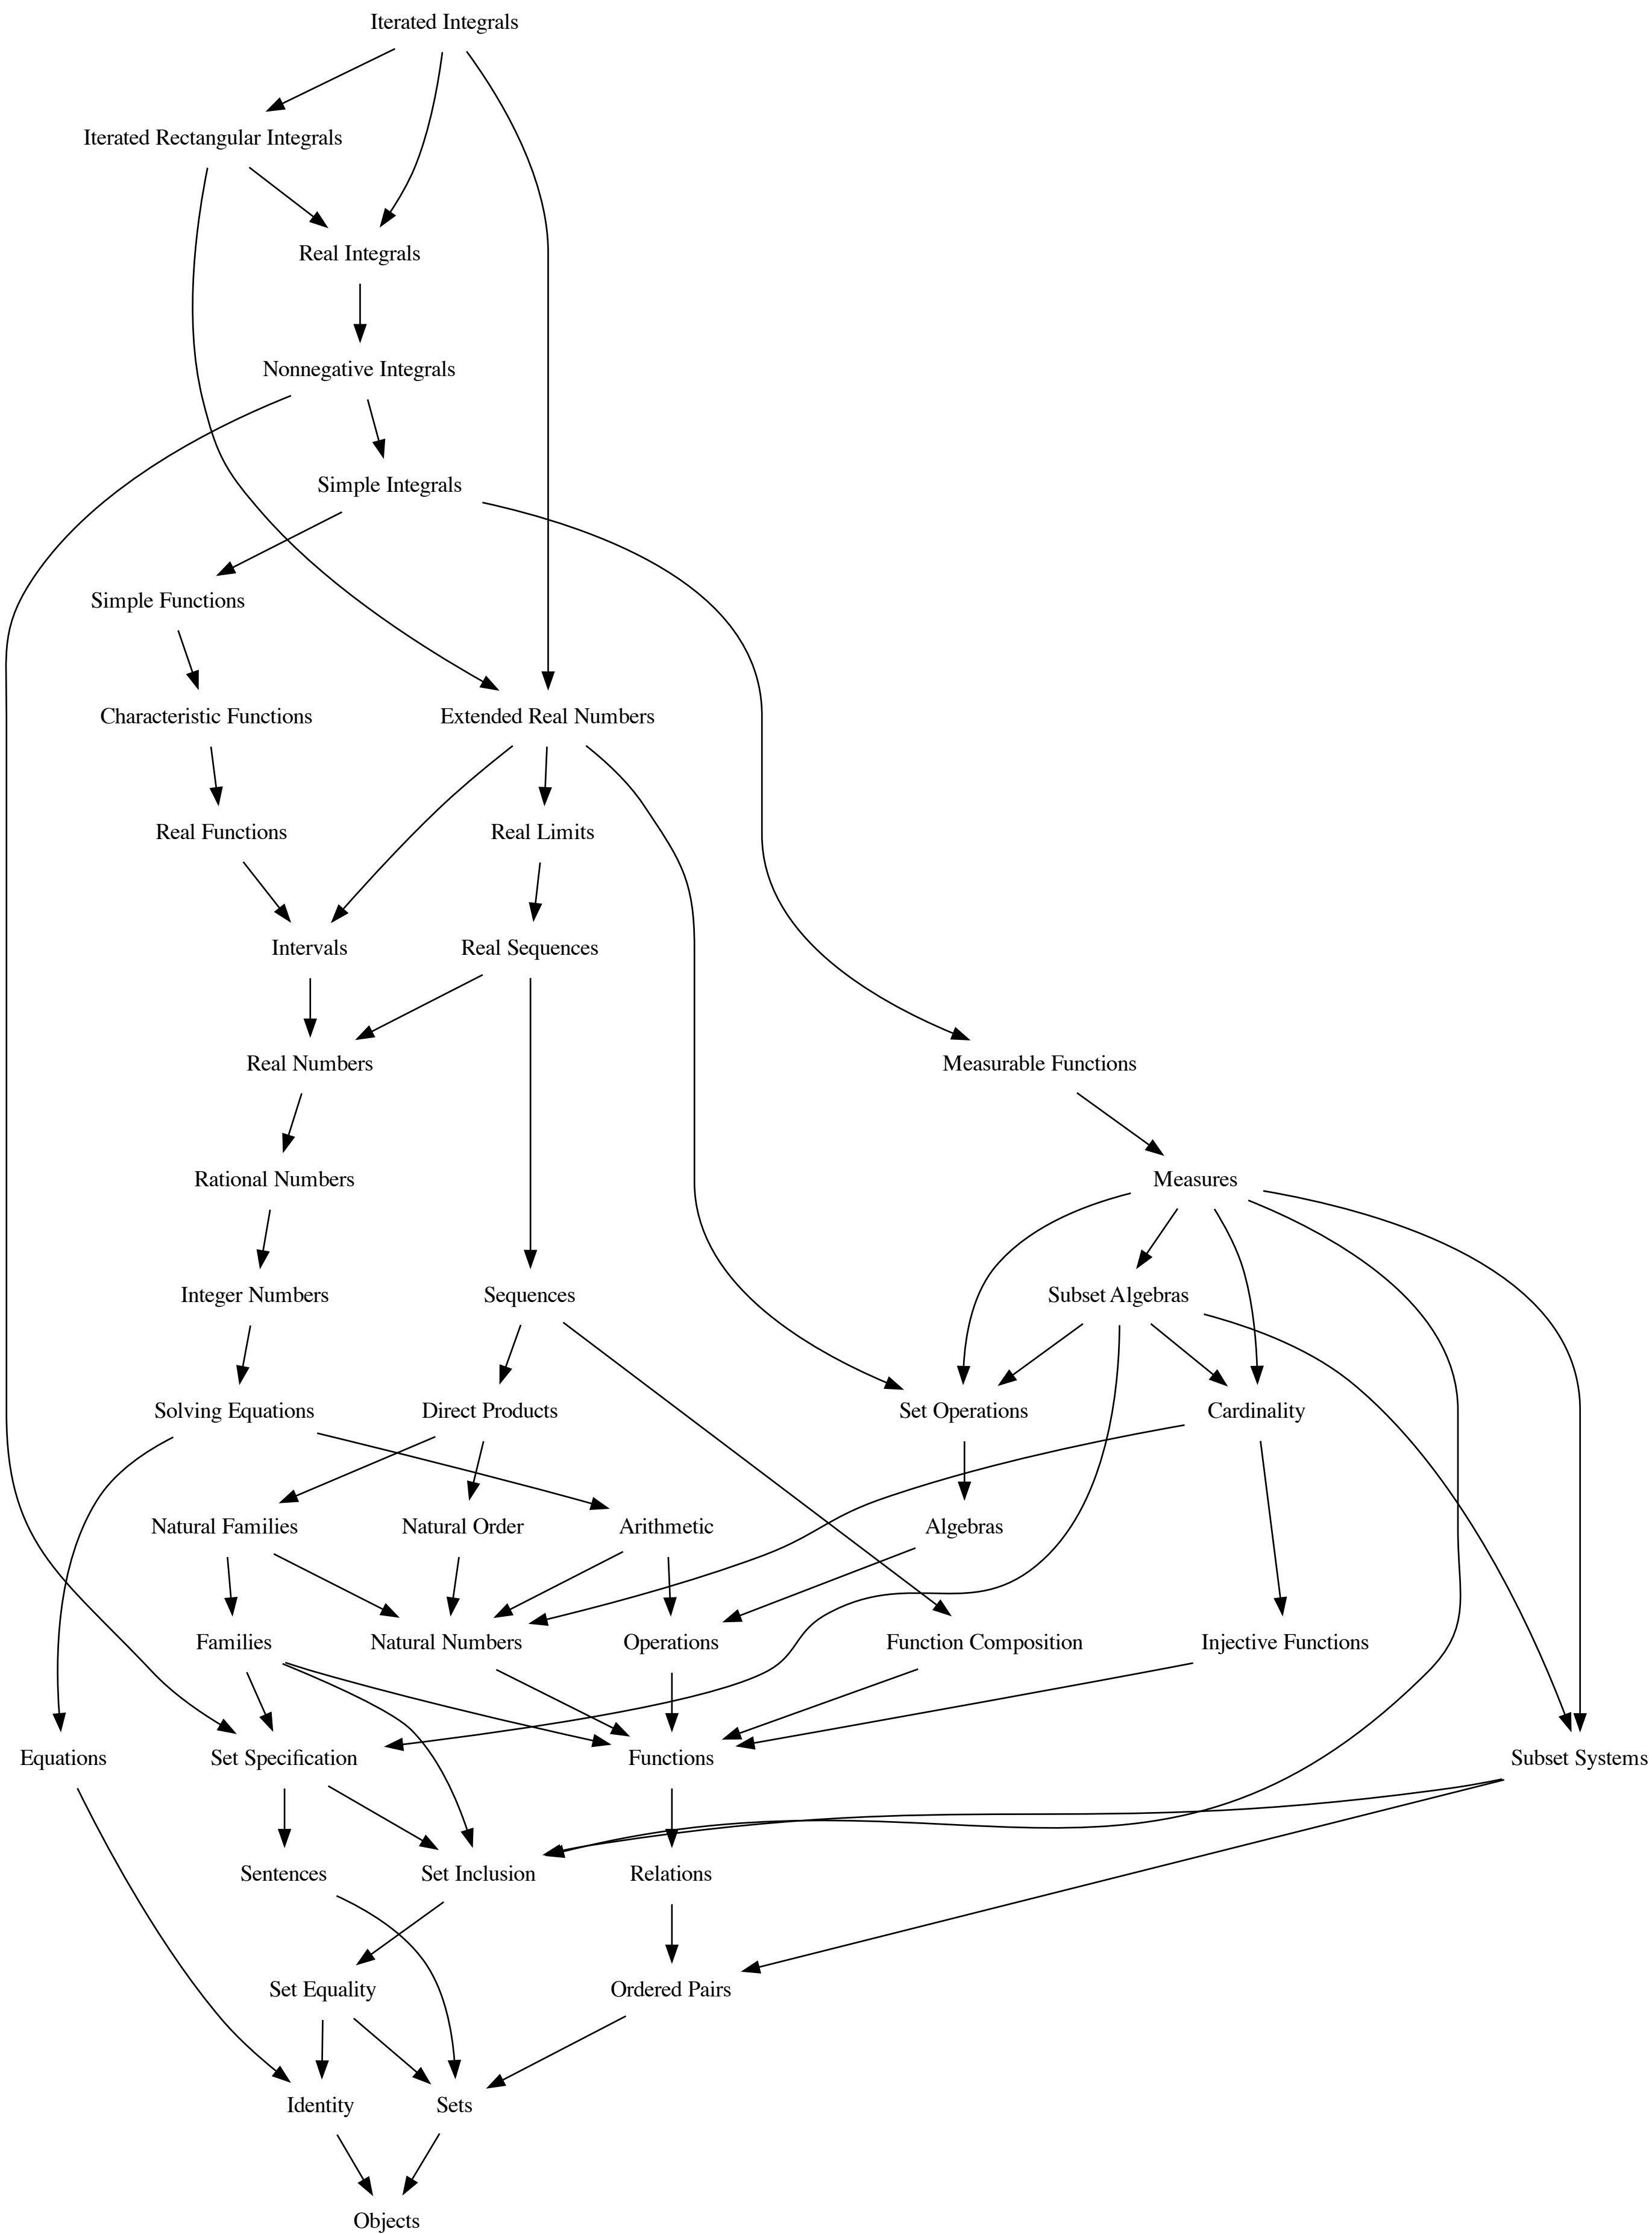 Iterated Integrals
Iterated Rectangular Integrals
Real Integrals
Nonnegative Integrals
Simple Integrals
Simple Functions
Characteristic Functions
Extended Real Numbers
Real Functions
Real Limits
Intervals
Real Sequences
Real Numbers
Measurable Functions
Rational Numbers
Measures
Integer Numbers
Sequences
Subset Algebras
Solving Equations
Direct Products
Set Operations
Cardinality
Natural Families
Natural Order
Arithmetic
Algebras
Families
Natural Numbers
Operations
Function Composition
Injective Functions
Equations
Set Specification
Functions
Subset Systems
Sentences
Set Inclusion
Relations
Set Equality
Ordered Pairs
Identity
Sets
Objects